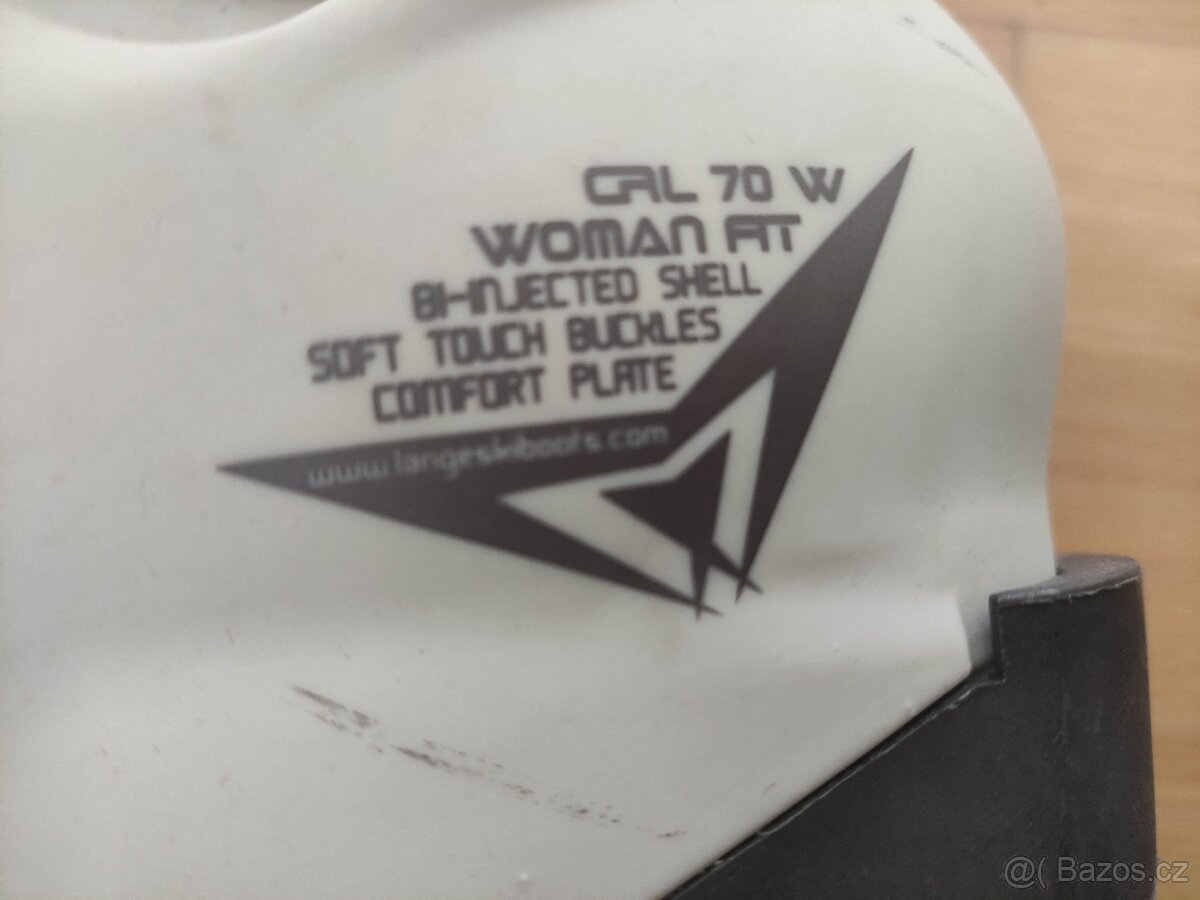 CRL 70 W
WOMAN FIT
BI-INJECTED SHELL
SOFT TOUCH BUCKLES
COMFORT PLATE
www.langeskiboots.com
@( Bazos.cz